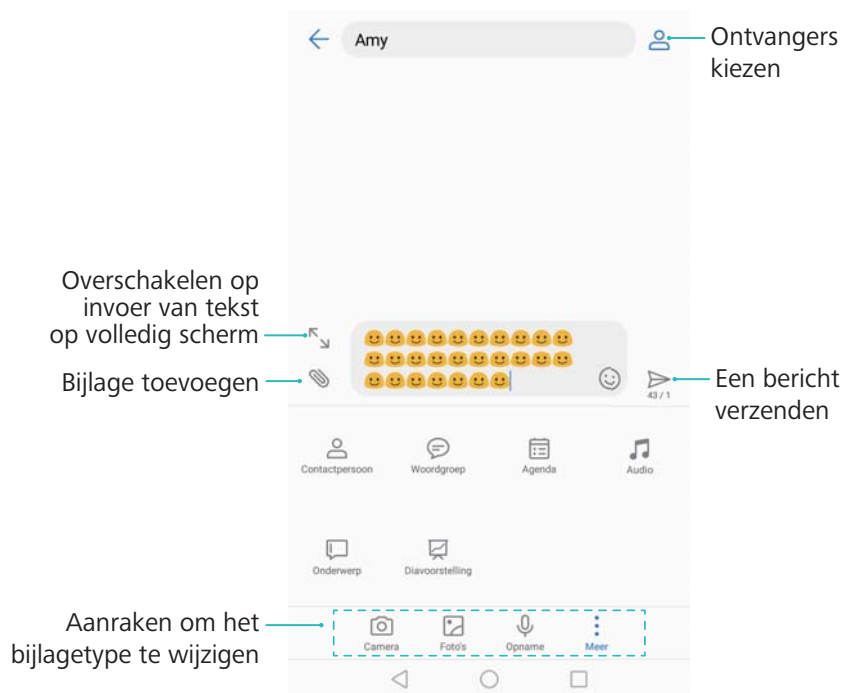 Amy
Ontvangers
kiezen
Overschakelen op
invoer van tekst
op volledig scherm
Bijlage toevoegen
Een bericht
verzenden
43 / 1
Contactpersoon
Woordgroep
Agenda
Audio
Onderwerp
Diavoorstelling
Aanraken om het
bijlagetype te wijzigen
Camera
Foto's
Opname
Meer